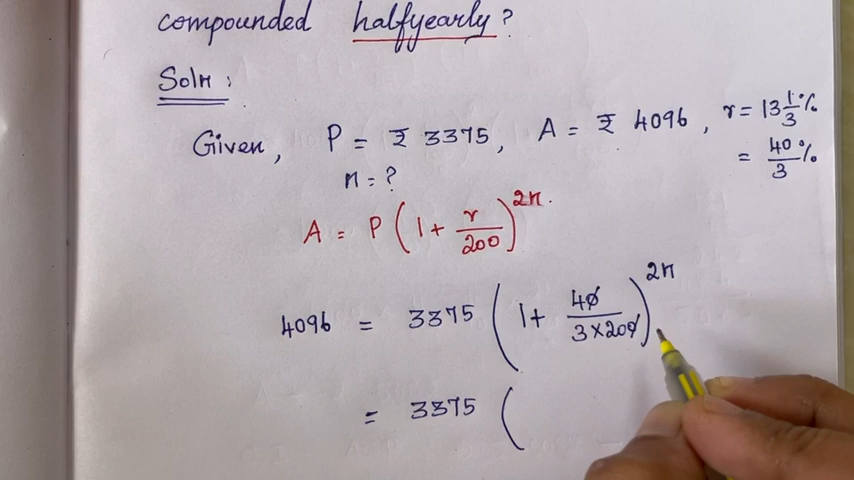 compounded halfyearly?
Soln:
Given, P = ₹ 3375, A = ₹ 4096, r = 13 1/3 %
= 40/3 %
n = ?
A = P ( 1 + r/200 )^2n.
4096 = 3375 ( 1 + 40/(3×200) )^2n
= 3375 (